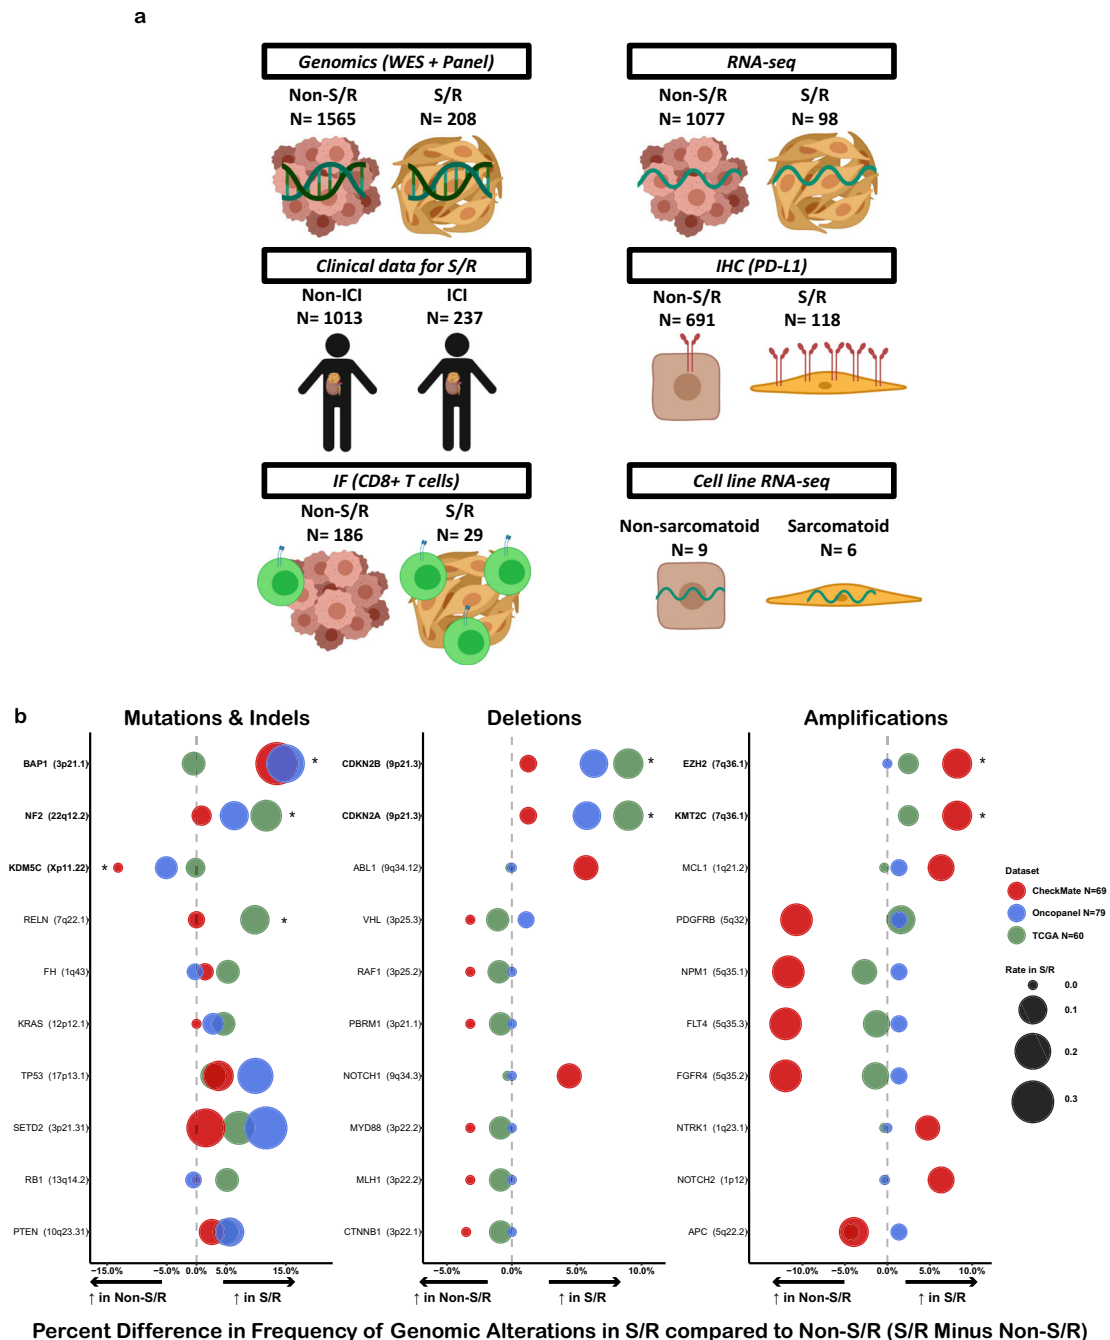 a
Genomics (WES + Panel)
RNA-seq
Non-S/R
S/R
Non-S/R
S/R
N= 1565
N= 208
N= 1077
N= 98
Clinical data for S/R
IHC (PD-L1)
Non-ICI
ICI
Non-S/R
S/R
N= 1013
N= 237
N= 691
N= 118
IF (CD8+ T cells)
Cell line RNA-seq
Non-S/R
S/R
Non-sarcomatoid
Sarcomatoid
N= 186
N= 29
N= 9
N= 6
b
Mutations & Indels
Deletions
Amplifications
BAP1 (3p21.1)
*
NF2 (22q12.2)
*
KDM5C (Xp11.22)
*
RELN (7q22.1)
*
FH (1q43)
KRAS (12p12.1)
TP53 (17p13.1)
SETD2 (3p21.31)
RB1 (13q14.2)
PTEN (10q23.31)
−15.0%
−5.0%
0.0%
5.0%
15.0%
↑ in Non-S/R
↑ in S/R
CDKN2B (9p21.3)
*
CDKN2A (9p21.3)
*
ABL1 (9q34.12)
VHL (3p25.3)
RAF1 (3p25.2)
PBRM1 (3p21.1)
NOTCH1 (9q34.3)
MYD88 (3p22.2)
MLH1 (3p22.2)
CTNNB1 (3p22.1)
−5.0%
0.0%
5.0%
10.0%
↑ in Non-S/R
↑ in S/R
EZH2 (7q36.1)
*
KMT2C (7q36.1)
*
MCL1 (1q21.2)
PDGFRB (5q32)
NPM1 (5q35.1)
FLT4 (5q35.3)
FGFR4 (5q35.2)
NTRK1 (1q23.1)
NOTCH2 (1p12)
APC (5q22.2)
−10.0%
−5.0%
0.0%
5.0%
10.0%
↑ in Non-S/R
↑ in S/R
Dataset
CheckMate N=69
Oncopanel N=79
TCGA N=60
Rate in S/R
0.0
0.1
0.2
0.3
Percent Difference in Frequency of Genomic Alterations in S/R compared to Non-S/R (S/R Minus Non-S/R)